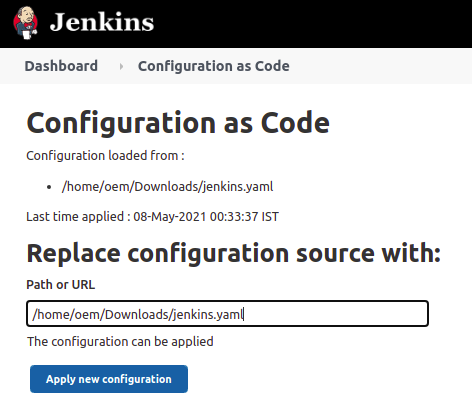 Jenkins
Dashboard Configuration as Code
Configuration as Code
Configuration loaded from :
/home/oem/Downloads/jenkins.yaml
Last time applied : 08-May-2021 00:33:37 IST
Replace configuration source with:
Path or URL
/home/oem/Downloads/jenkins.yaml
The configuration can be applied
Apply new configuration